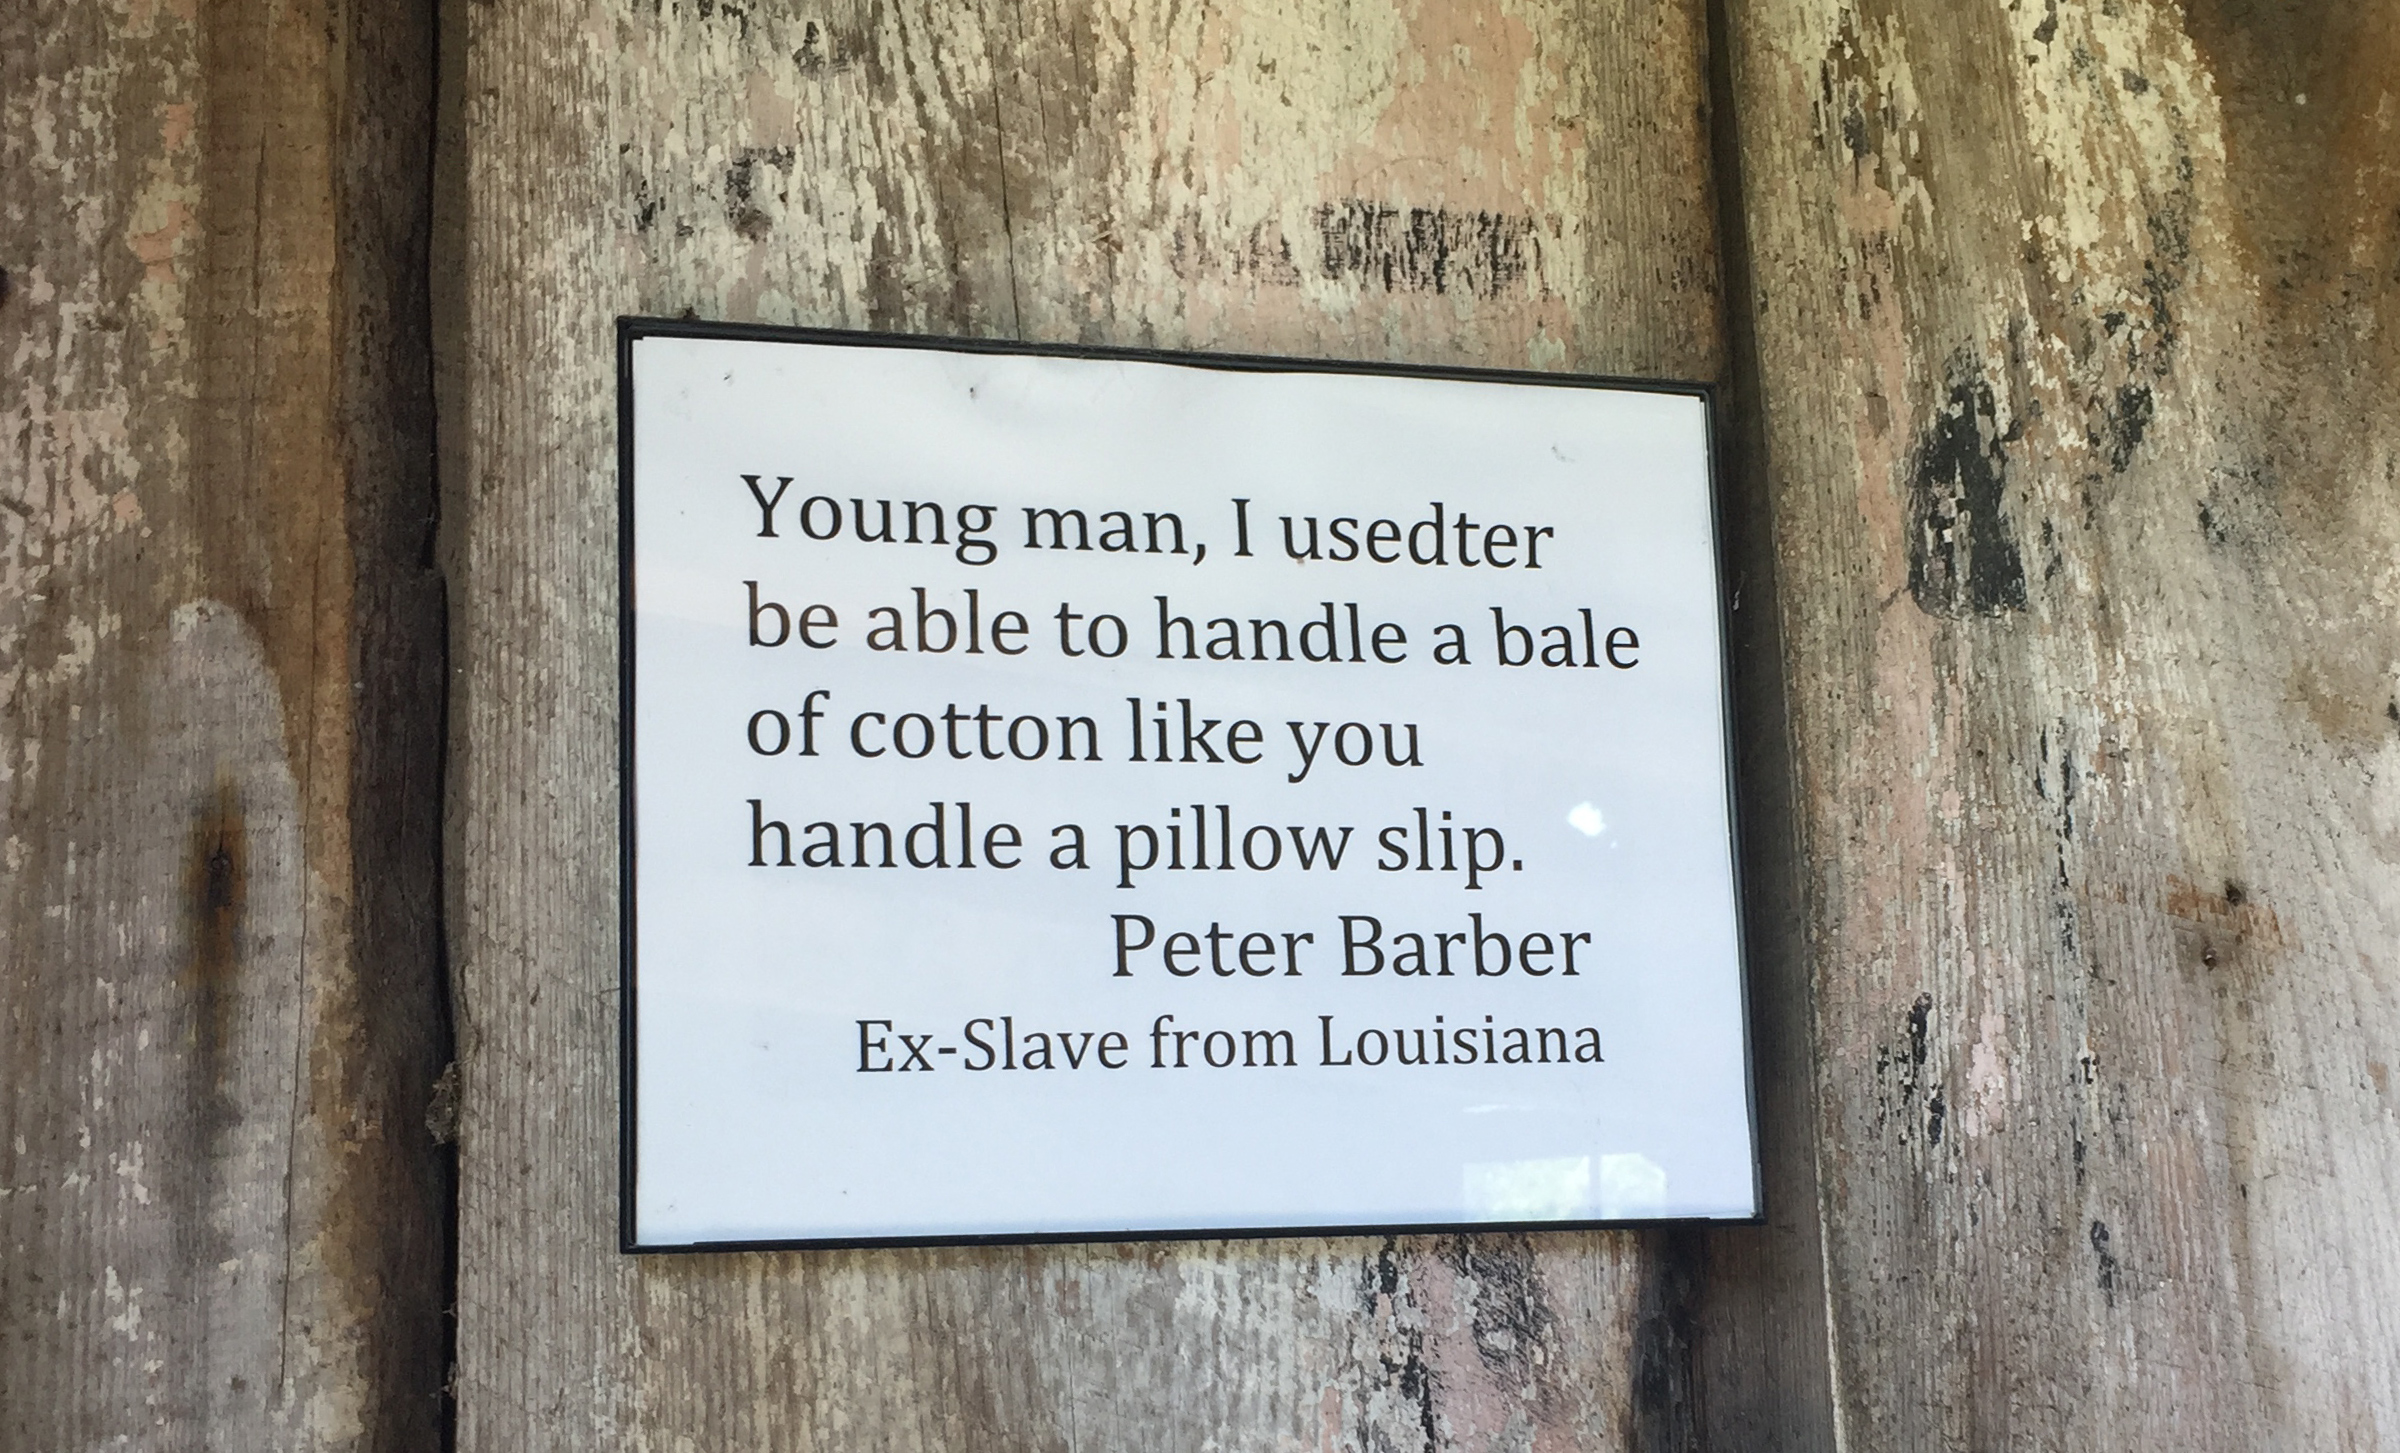 Young man, I usedter
be able to handle a bale
of cotton like you
handle a pillow slip.
Peter Barber
Ex-Slave from Louisiana